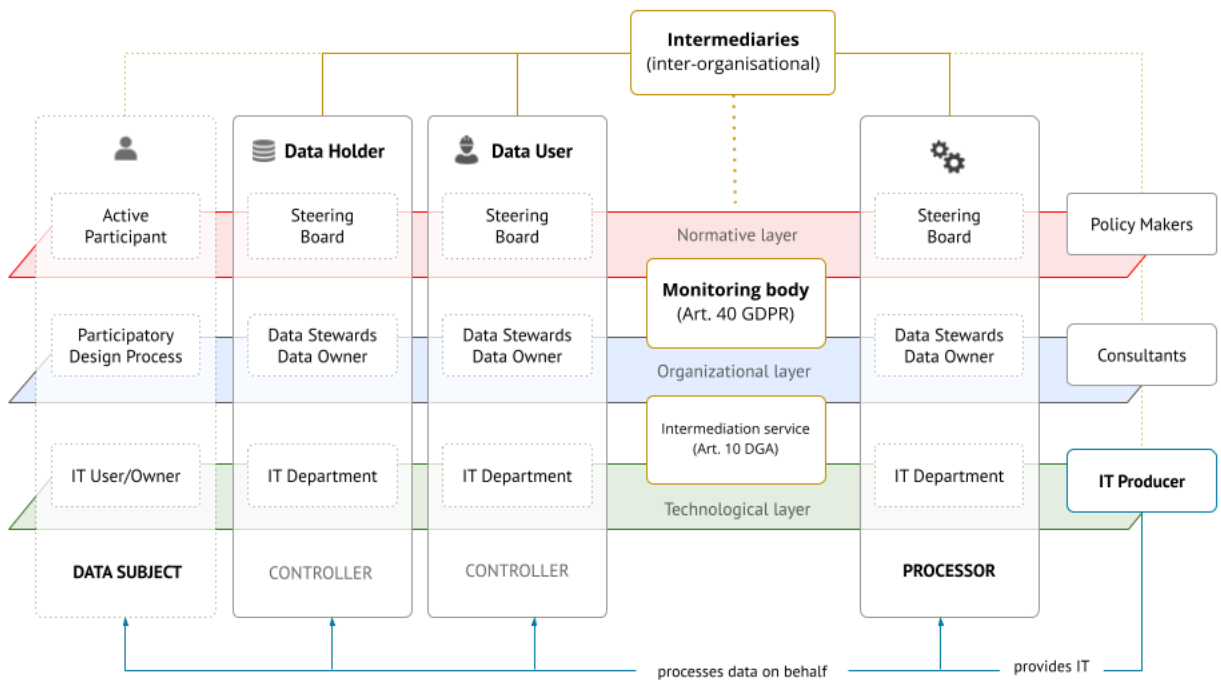 Intermediaries
(inter-organisational)
Data Holder
Data User
Active
Participant
Steering
Board
Steering
Board
Normative layer
Steering
Board
Policy Makers
Monitoring body
(Art. 40 GDPR)
Participatory
Design Process
Data Stewards
Data Owner
Data Stewards
Data Owner
Organizational layer
Data Stewards
Data Owner
Consultants
Intermediation service
(Art. 10 DGA)
IT User/Owner
IT Department
IT Department
Technological layer
IT Department
IT Producer
DATA SUBJECT
CONTROLLER
CONTROLLER
PROCESSOR
processes data on behalf
provides IT